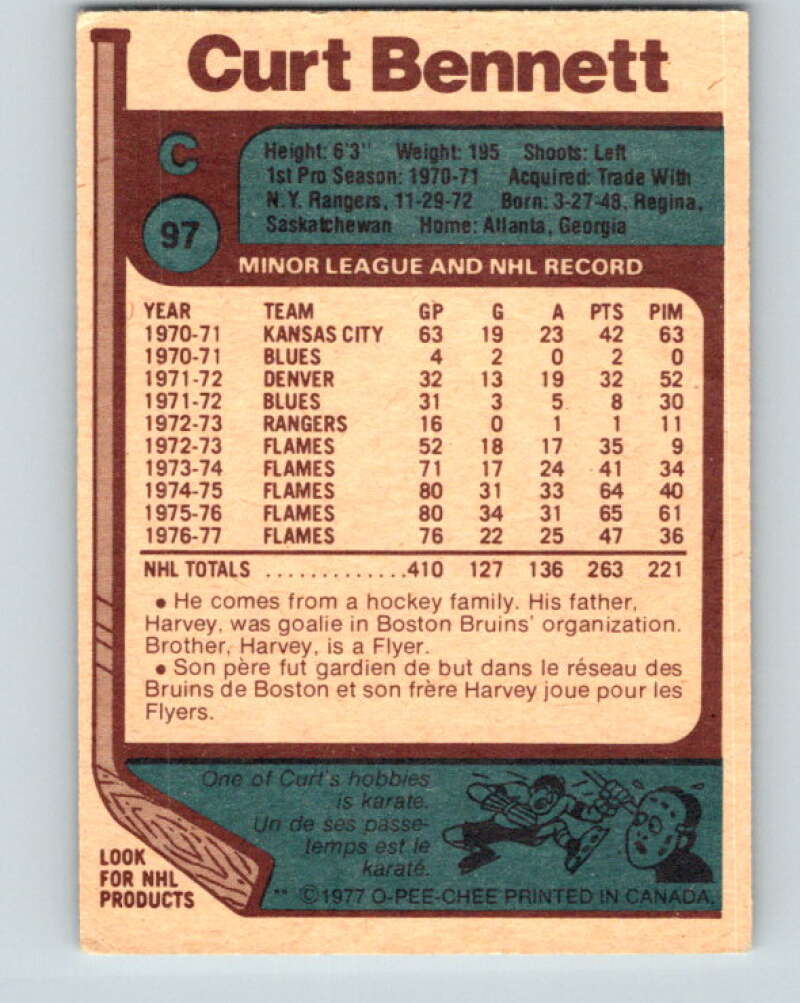 Curt Bennett
C
97
Height: 6'3" Weight: 195 Shoots: Left
1st Pro Season: 1970-71 Acquired: Trade With
N.Y. Rangers, 11-29-72 Born: 3-27-48, Regina,
Saskatchewan Home: Atlanta, Georgia
MINOR LEAGUE AND NHL RECORD
YEAR TEAM GP G A PTS PIM
1970-71 KANSAS CITY 63 19 23 42 63
1970-71 BLUES 4 2 0 2 0
1971-72 DENVER 32 13 19 32 52
1971-72 BLUES 31 3 5 8 30
1972-73 RANGERS 16 0 1 1 11
1972-73 FLAMES 52 18 17 35 9
1973-74 FLAMES 71 17 24 41 34
1974-75 FLAMES 80 31 33 64 40
1975-76 FLAMES 80 34 31 65 61
1976-77 FLAMES 76 22 25 47 36
NHL TOTALS ............. 410 127 136 263 221
• He comes from a hockey family. His father,
Harvey, was goalie in Boston Bruins' organization.
Brother, Harvey, is a Flyer.
• Son père fut gardien de but dans le réseau des
Bruins de Boston et son frère Harvey joue pour les
Flyers.
One of Curt's hobbies
is karate.
Un de ses passe-
temps est le
karaté.
LOOK
FOR NHL
PRODUCTS
** ©1977 O-PEE-CHEE PRINTED IN CANADA.